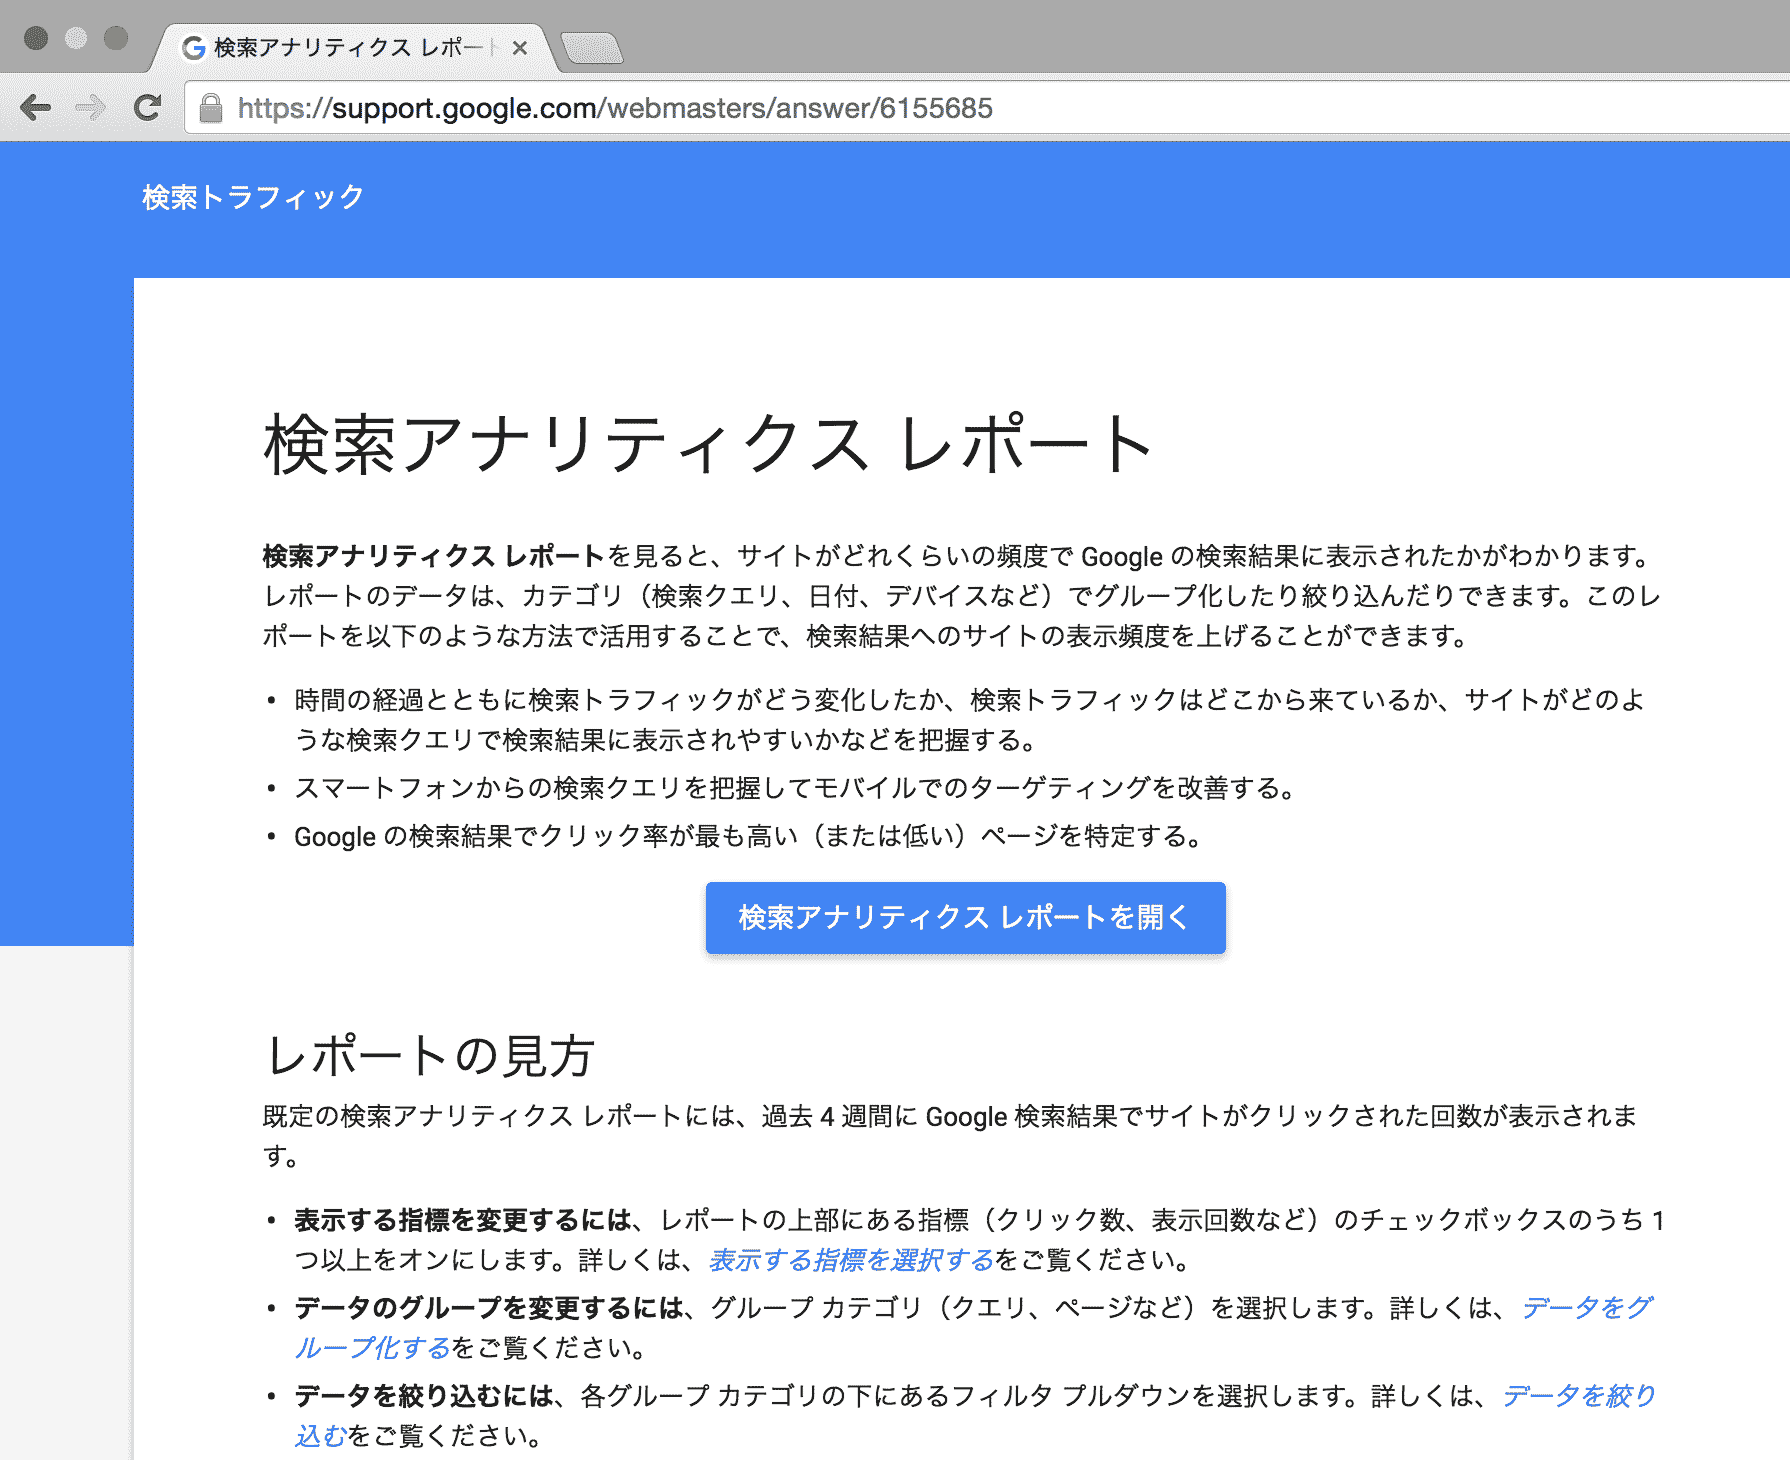 検索アナリティクス レポート
https://support.google.com/webmasters/answer/6155685
検索トラフィック
検索アナリティクス レポート
検索アナリティクス レポートを見ると、サイトがどれくらいの頻度で Google の検索結果に表示されたかがわかります。
レポートのデータは、カテゴリ（検索クエリ、日付、デバイスなど）でグループ化したり絞り込んだりできます。このレ
ポートを以下のような方法で活用することで、検索結果へのサイトの表示頻度を上げることができます。
• 時間の経過とともに検索トラフィックがどう変化したか、検索トラフィックはどこから来ているか、サイトがどのよ
うな検索クエリで検索結果に表示されやすいかなどを把握する。
• スマートフォンからの検索クエリを把握してモバイルでのターゲティングを改善する。
• Google の検索結果でクリック率が最も高い（または低い）ページを特定する。
検索アナリティクス レポートを開く
レポートの見方
既定の検索アナリティクス レポートには、過去 4 週間に Google 検索結果でサイトがクリックされた回数が表示されま
す。
• 表示する指標を変更するには、レポートの上部にある指標（クリック数、表示回数など）のチェックボックスのうち 1
つ以上をオンにします。詳しくは、表示する指標を選択するをご覧ください。
• データのグループを変更するには、グループ カテゴリ（クエリ、ページなど）を選択します。詳しくは、データをグ
ループ化するをご覧ください。
• データを絞り込むには、各グループ カテゴリの下にあるフィルタ プルダウンを選択します。詳しくは、データを絞り
込むをご覧ください。